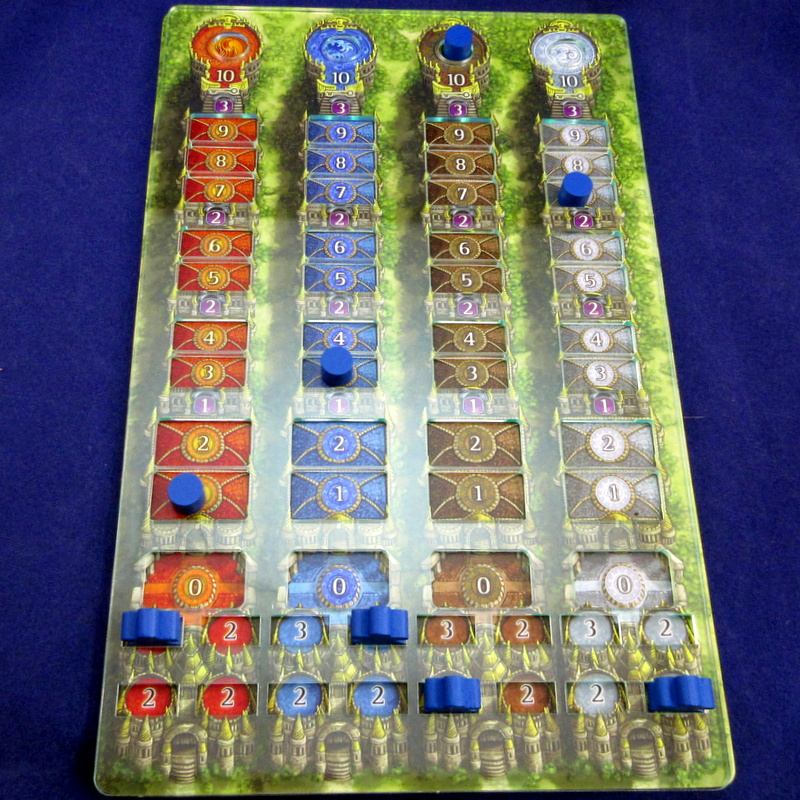 10 10 10 10
3 3 3 3
9 9 9 9
8 8 8 8
7 7 7
2 2 2 2
6 6 6 6
5 5 5 5
2 2 2 2
4 4 4 4
3 3 3
1 1 1 1
2 2 2 2
1 1 1
0 0 0 0
2 3 3 2 3 2
2 2 2 2 2 2